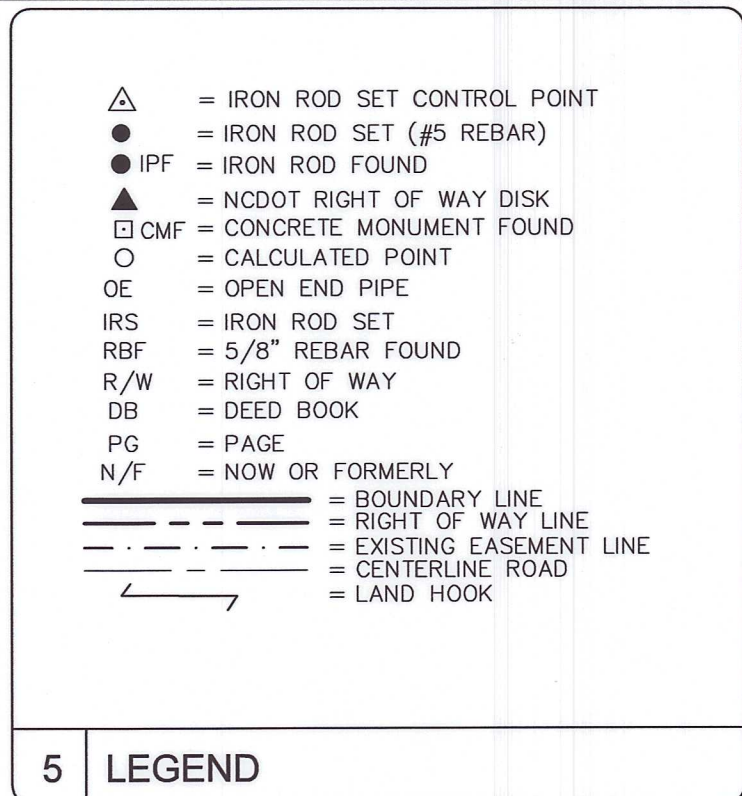 = IRON ROD SET CONTROL POINT
= IRON ROD SET (#5 REBAR)
IPF = IRON ROD FOUND
= NCDOT RIGHT OF WAY DISK
CMF = CONCRETE MONUMENT FOUND
= CALCULATED POINT
OE = OPEN END PIPE
IRS = IRON ROD SET
RBF = 5/8" REBAR FOUND
R/W = RIGHT OF WAY
DB = DEED BOOK
PG = PAGE
N/F = NOW OR FORMERLY
= BOUNDARY LINE
= RIGHT OF WAY LINE
= EXISTING EASEMENT LINE
= CENTERLINE ROAD
= LAND HOOK
5 LEGEND